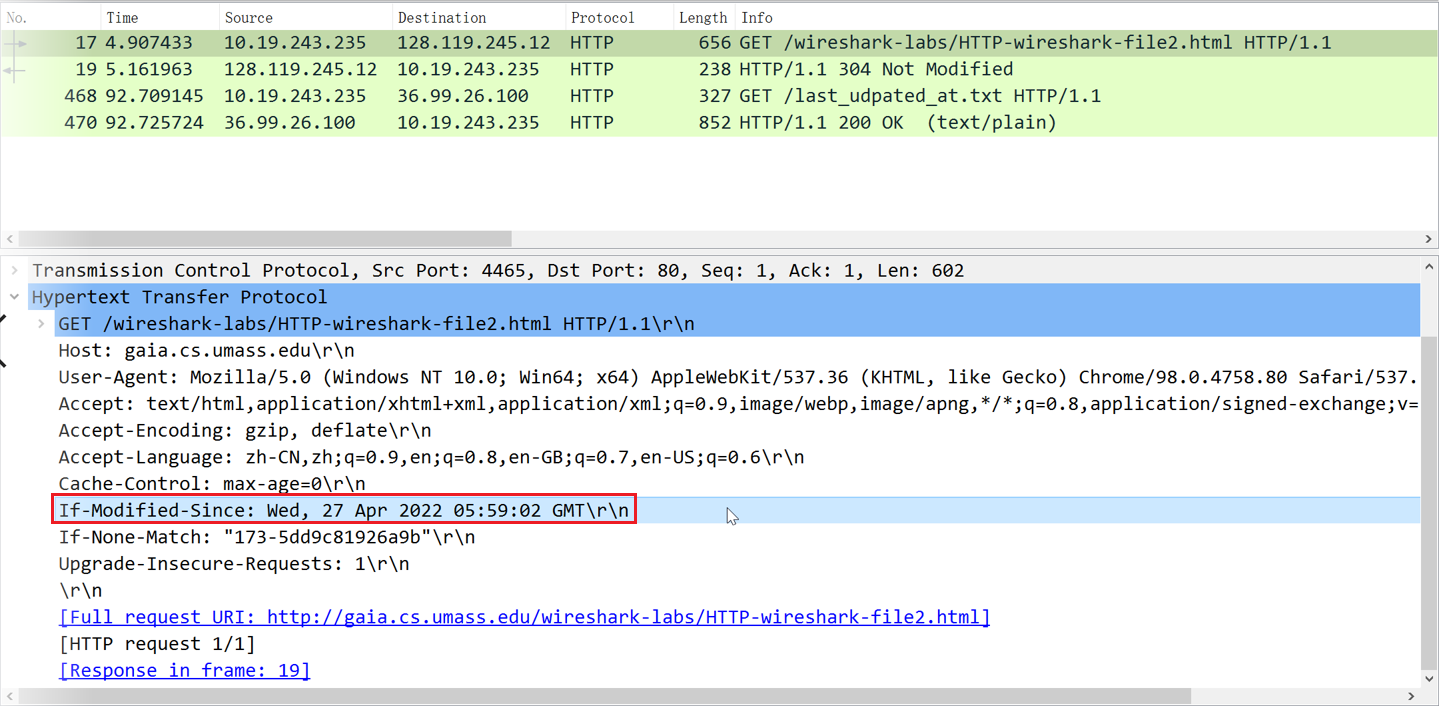 No. Time Source Destination Protocol Length Info
17 4.907433 10.19.243.235 128.119.245.12 HTTP 656 GET /wireshark-labs/HTTP-wireshark-file2.html HTTP/1.1
19 5.161963 128.119.245.12 10.19.243.235 HTTP 238 HTTP/1.1 304 Not Modified
468 92.709145 10.19.243.235 36.99.26.100 HTTP 327 GET /last_udpated_at.txt HTTP/1.1
470 92.725724 36.99.26.100 10.19.243.235 HTTP 852 HTTP/1.1 200 OK  (text/plain)
Transmission Control Protocol, Src Port: 4465, Dst Port: 80, Seq: 1, Ack: 1, Len: 602
Hypertext Transfer Protocol
GET /wireshark-labs/HTTP-wireshark-file2.html HTTP/1.1\r\n
Host: gaia.cs.umass.edu\r\n
User-Agent: Mozilla/5.0 (Windows NT 10.0; Win64; x64) AppleWebKit/537.36 (KHTML, like Gecko) Chrome/98.0.4758.80 Safari/537.
Accept: text/html,application/xhtml+xml,application/xml;q=0.9,image/webp,image/apng,*/*;q=0.8,application/signed-exchange;v=
Accept-Encoding: gzip, deflate\r\n
Accept-Language: zh-CN,zh;q=0.9,en;q=0.8,en-GB;q=0.7,en-US;q=0.6\r\n
Cache-Control: max-age=0\r\n
If-Modified-Since: Wed, 27 Apr 2022 05:59:02 GMT\r\n
If-None-Match: "173-5dd9c81926a9b"\r\n
Upgrade-Insecure-Requests: 1\r\n
\r\n
[Full request URI: http://gaia.cs.umass.edu/wireshark-labs/HTTP-wireshark-file2.html]
[HTTP request 1/1]
[Response in frame: 19]